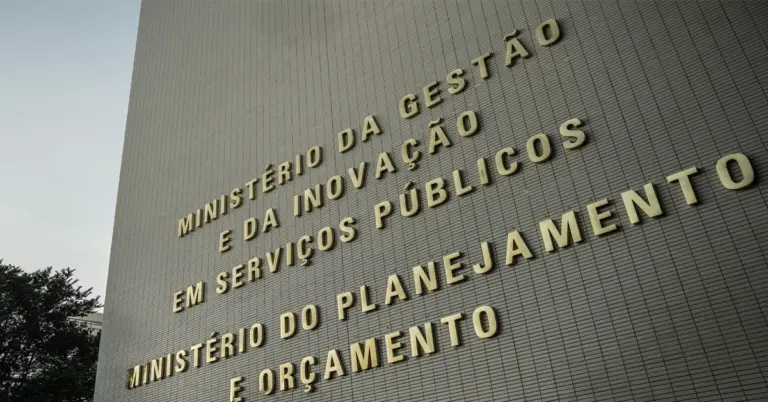 MINISTÉRIO DA GESTÃO
E DA INOVAÇÃO
EM SERVIÇOS PÚBLICOS
MINISTÉRIO DO PLANEJAMENTO
E ORÇAMENTO